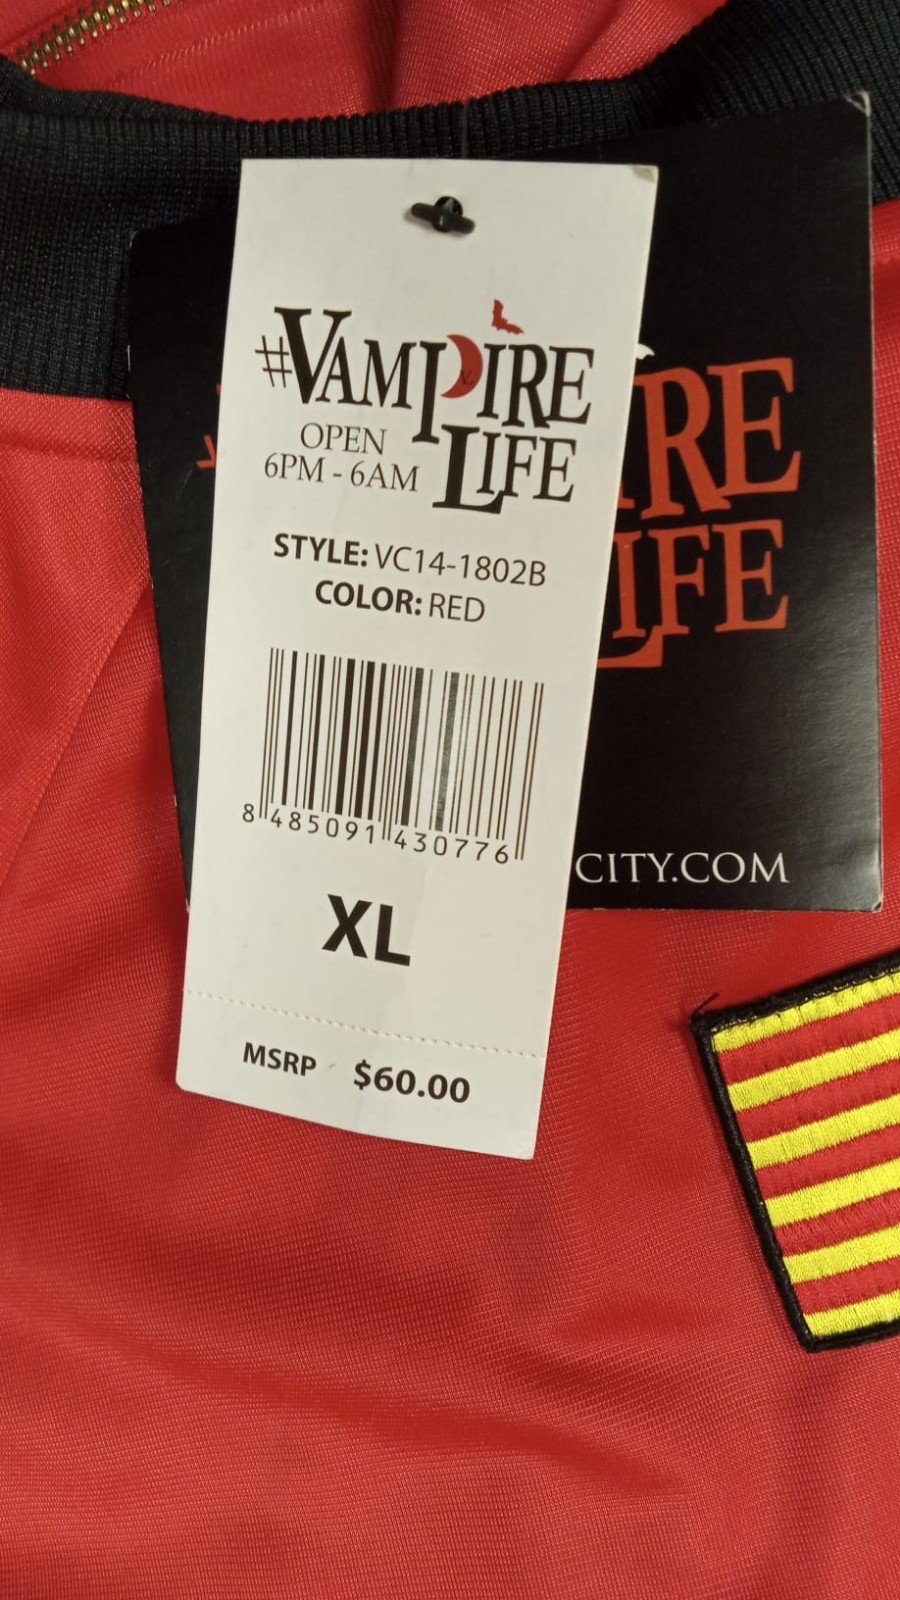 #VAMPIRE
LIFE
OPEN
6PM - 6AM
STYLE: VC14-1802B
COLOR: RED
8 485091 430776
XL
MSRP $60.00
IRE
LIFE
CITY.COM